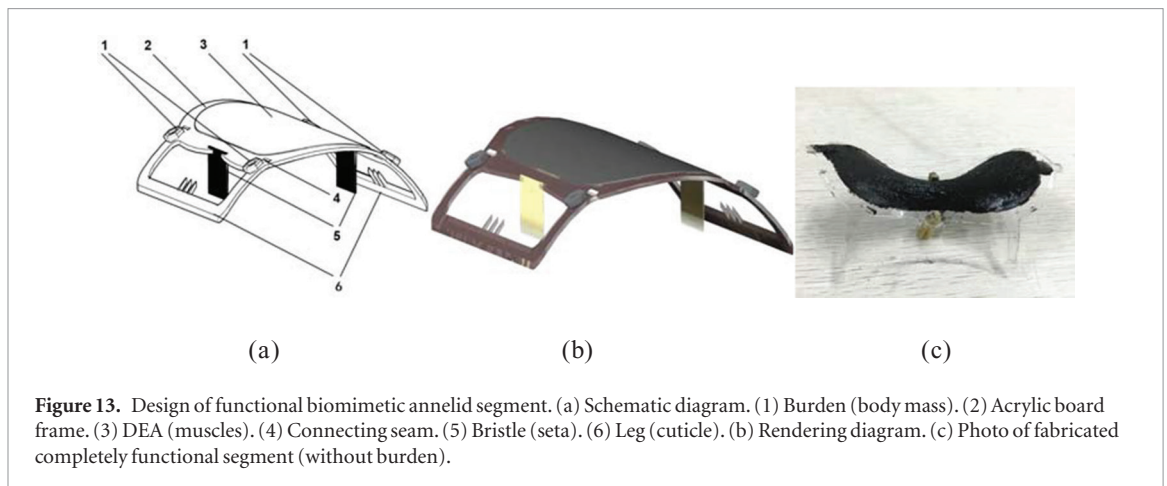 1 2 3 1
4
5
6
(a) (b) (c)
Figure 13. Design of functional biomimetic annelid segment. (a) Schematic diagram. (1) Burden (body mass). (2) Acrylic board
frame. (3) DEA (muscles). (4) Connecting seam. (5) Bristle (seta). (6) Leg (cuticle). (b) Rendering diagram. (c) Photo of fabricated
completely functional segment (without burden).